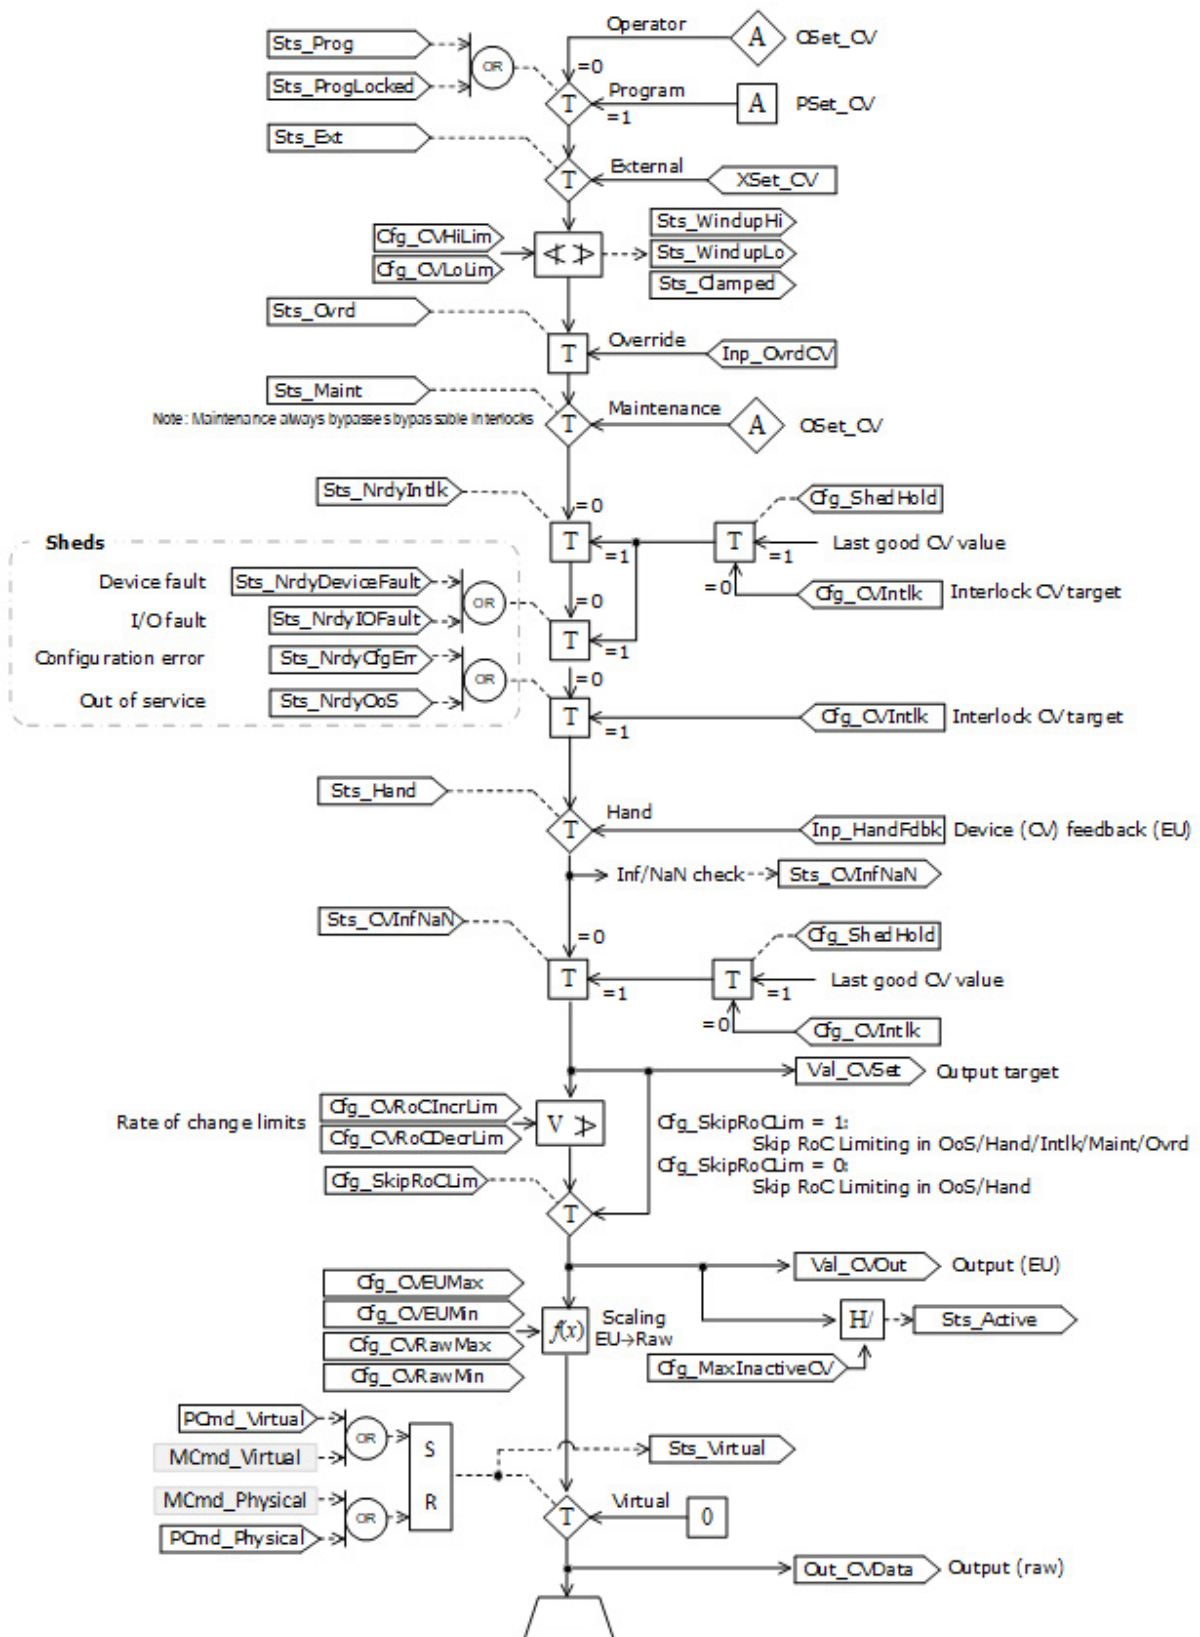 Operator
A
OSet_CV
Sts_Prog
OR
Sts_ProgLocked
=0
Program
T
=1
A
PSet_CV
Sts_Ext
External
T
XSet_CV
Cfg_CVHiLim
Cfg_CVLoLim
Sts_WindupHi
Sts_WindupLo
Sts_Clamped
Sts_Ovrd
Override
T
Inp_OvrdCV
Sts_Maint
Note: Maintenance always bypasses bypassable interlocks
Maintenance
T
A
OSet_CV
Sts_NrdyIntlk
=0
T
=1
Cfg_ShedHold
T
=1
Last good CV value
=0
Cfg_CVIntlk
Interlock CV target
Sheds
Device fault
Sts_NrdyDeviceFault
I/O fault
Sts_NrdyIOFault
OR
=0
T
=1
Configuration error
Sts_NrdyCfgErr
Out of service
Sts_NrdyOoS
OR
=0
T
=1
Cfg_CVIntlk
Interlock CV target
Sts_Hand
Hand
T
Inp_HandFdbk
Device (CV) feedback (EU)
Inf/NaN check
Sts_CVInfNaN
Sts_CVInfNaN
=0
T
=1
Cfg_ShedHold
T
=1
Last good CV value
=0
Cfg_CVIntlk
Val_CVSet
Output target
Rate of change limits
Cfg_CVRoCIncrLim
Cfg_CVRoCDecrLim
V
Cfg_SkipRoCLim = 1:
Skip RoC Limiting in OoS/Hand/Intlk/Maint/Ovrd
Cfg_SkipRoCLim = 0:
Skip RoC Limiting in OoS/Hand
Cfg_SkipRoCLim
T
Val_CVOut
Output (EU)
Cfg_CVEUMax
Cfg_CVEUMin
Cfg_CVRawMax
Cfg_CVRawMin
f(x)
Scaling
EU→Raw
H/
Sts_Active
Cfg_MaxInactiveCV
PCmd_Virtual
MCmd_Virtual
OR
MCmd_Physical
PCmd_Physical
OR
S
R
Sts_Virtual
Virtual
T
0
Out_CVData
Output (raw)